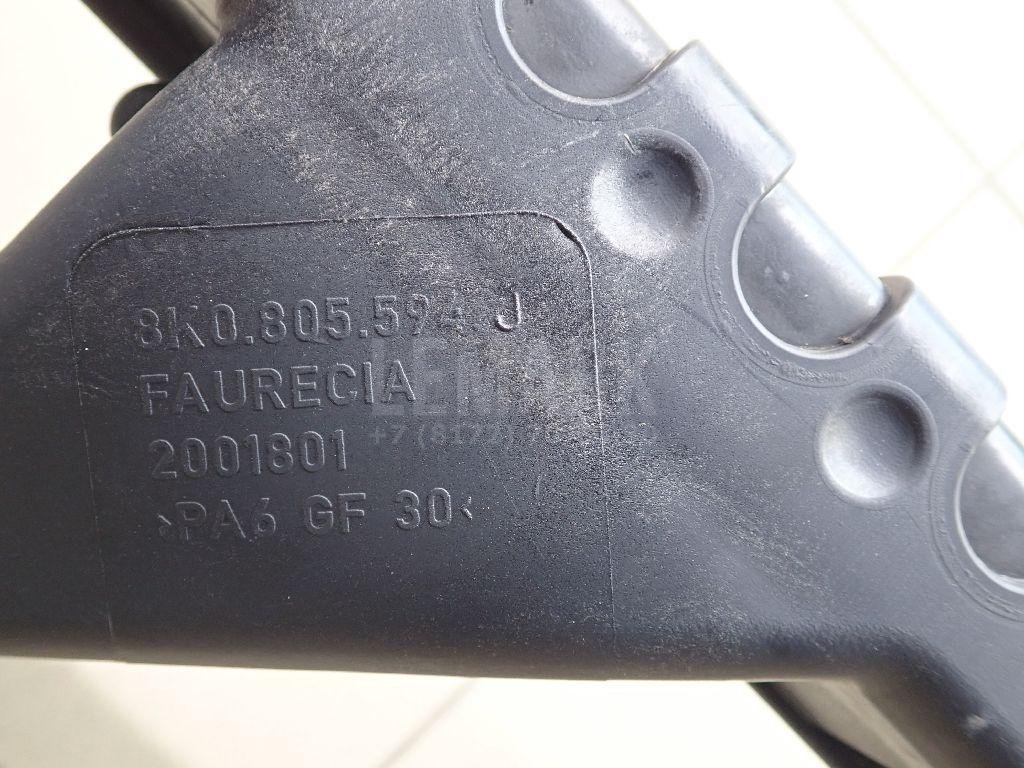 8K0.805.594 J
FAURECIA
2001801
>PA6 GF 30<